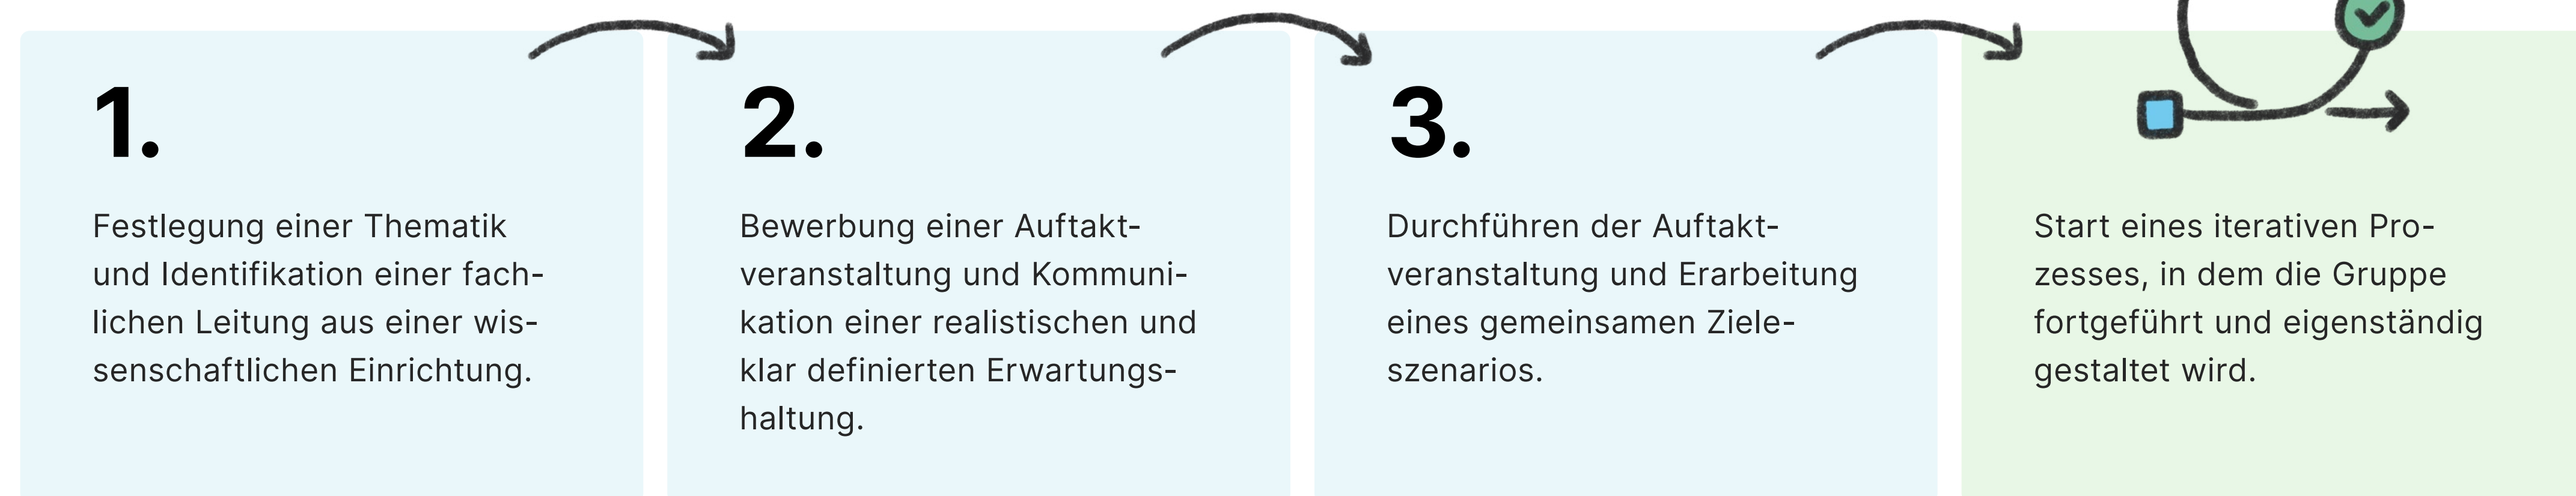 1.
Festlegung einer Thematik
und Identifikation einer fach-
lichen Leitung aus einer wis-
senschaftlichen Einrichtung.
2.
Bewerbung einer Auftakt-
veranstaltung und Kommuni-
kation einer realistischen und
klar definierten Erwartungs-
haltung.
3.
Durchführen der Auftakt-
veranstaltung und Erarbeitung
eines gemeinsamen Ziele-
szenarios.
Start eines iterativen Pro-
zesses, in dem die Gruppe
fortgeführt und eigenständig
gestaltet wird.